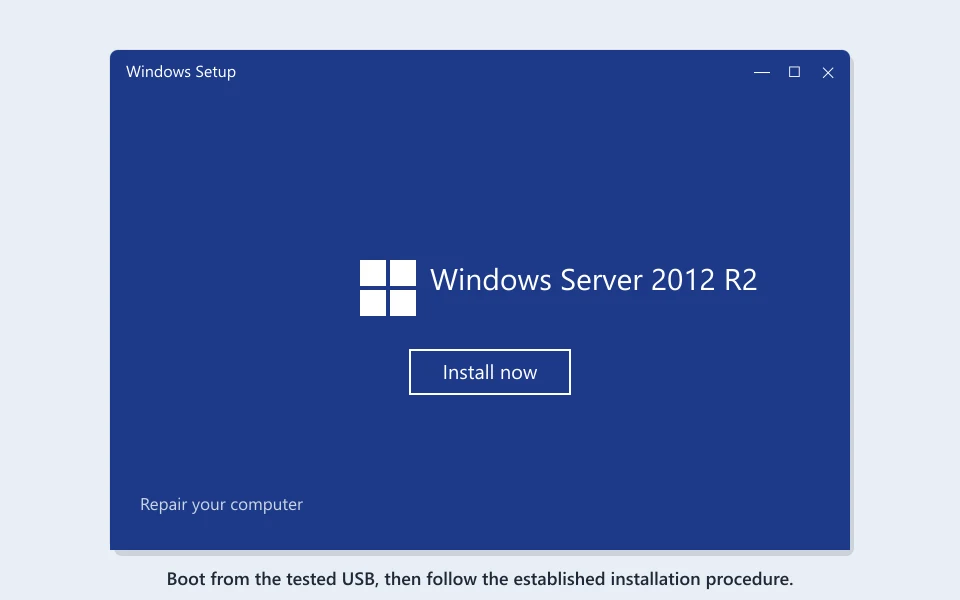 Windows Setup
Windows Server 2012 R2
Install now
Repair your computer
Boot from the tested USB, then follow the established installation procedure.